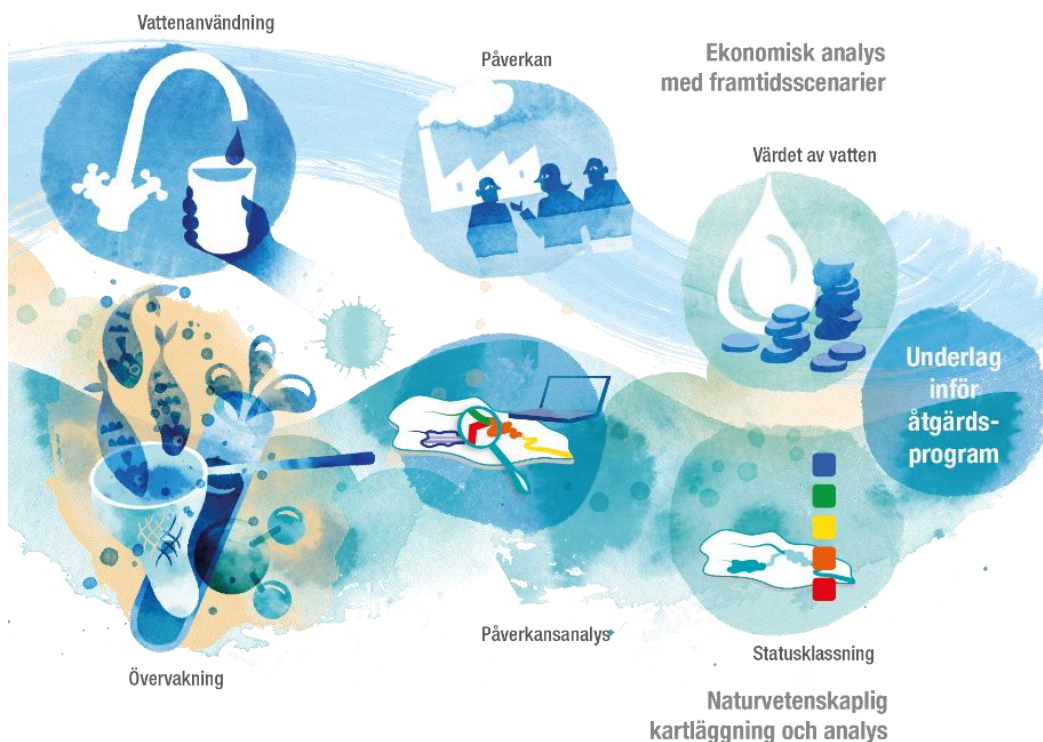 Vattenanvändning
Påverkan
Ekonomisk analys
med framtidsscenarier
Värdet av vatten
Underlag
inför
åtgärds-
program
Övervakning
Påverkansanalys
Statusklassning
Naturvetenskaplig
kartläggning och analys